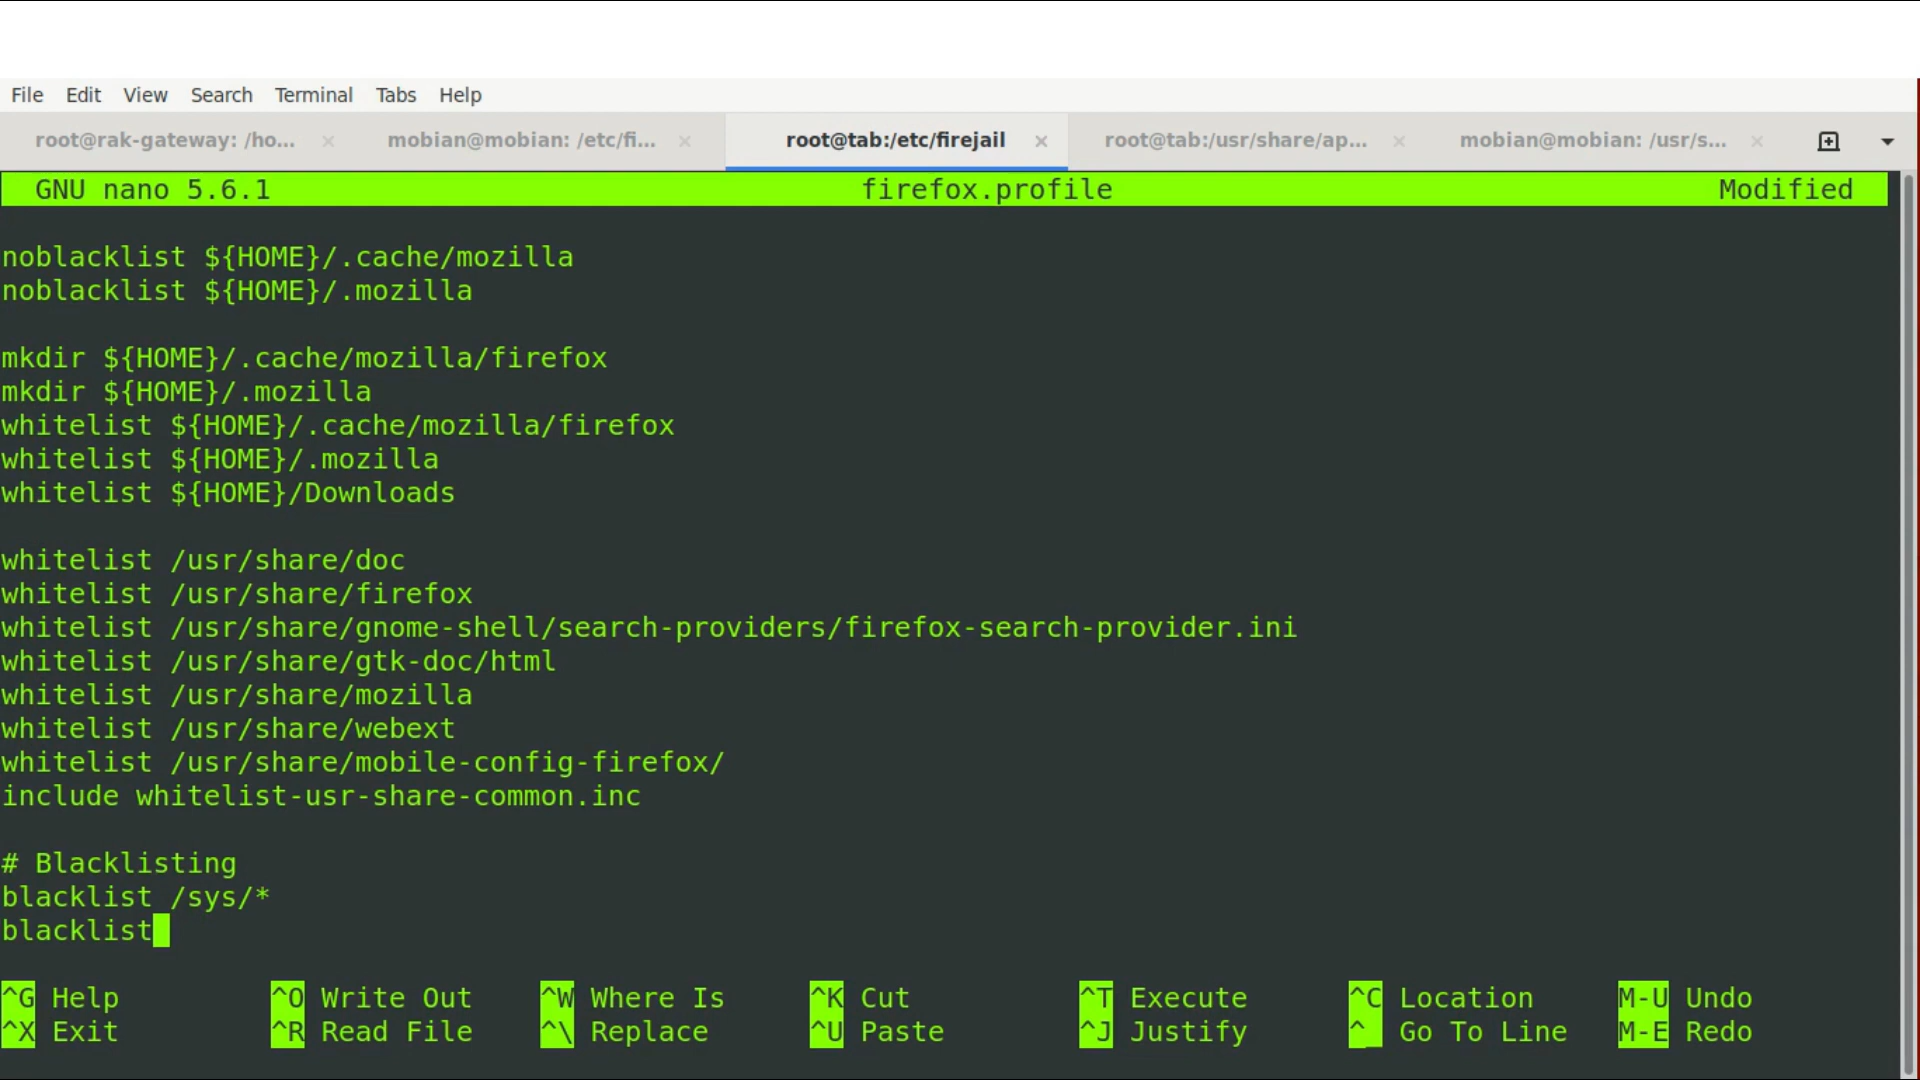 File Edit View Search Terminal Tabs Help
root@rak-gateway: /ho... × mobian@mobian: /etc/fi... × root@tab:/etc/firejail × root@tab:/usr/share/ap... × mobian@mobian: /usr/s... ×
GNU nano 5.6.1 firefox.profile Modified
noblacklist ${HOME}/.cache/mozilla
noblacklist ${HOME}/.mozilla
mkdir ${HOME}/.cache/mozilla/firefox
mkdir ${HOME}/.mozilla
whitelist ${HOME}/.cache/mozilla/firefox
whitelist ${HOME}/.mozilla
whitelist ${HOME}/Downloads
whitelist /usr/share/doc
whitelist /usr/share/firefox
whitelist /usr/share/gnome-shell/search-providers/firefox-search-provider.ini
whitelist /usr/share/gtk-doc/html
whitelist /usr/share/mozilla
whitelist /usr/share/webext
whitelist /usr/share/mobile-config-firefox/
include whitelist-usr-share-common.inc
# Blacklisting
blacklist /sys/*
blacklist
^G Help ^O Write Out ^W Where Is ^K Cut ^T Execute ^C Location M-U Undo
^X Exit ^R Read File ^\ Replace ^U Paste ^J Justify ^_ Go To Line M-E Redo